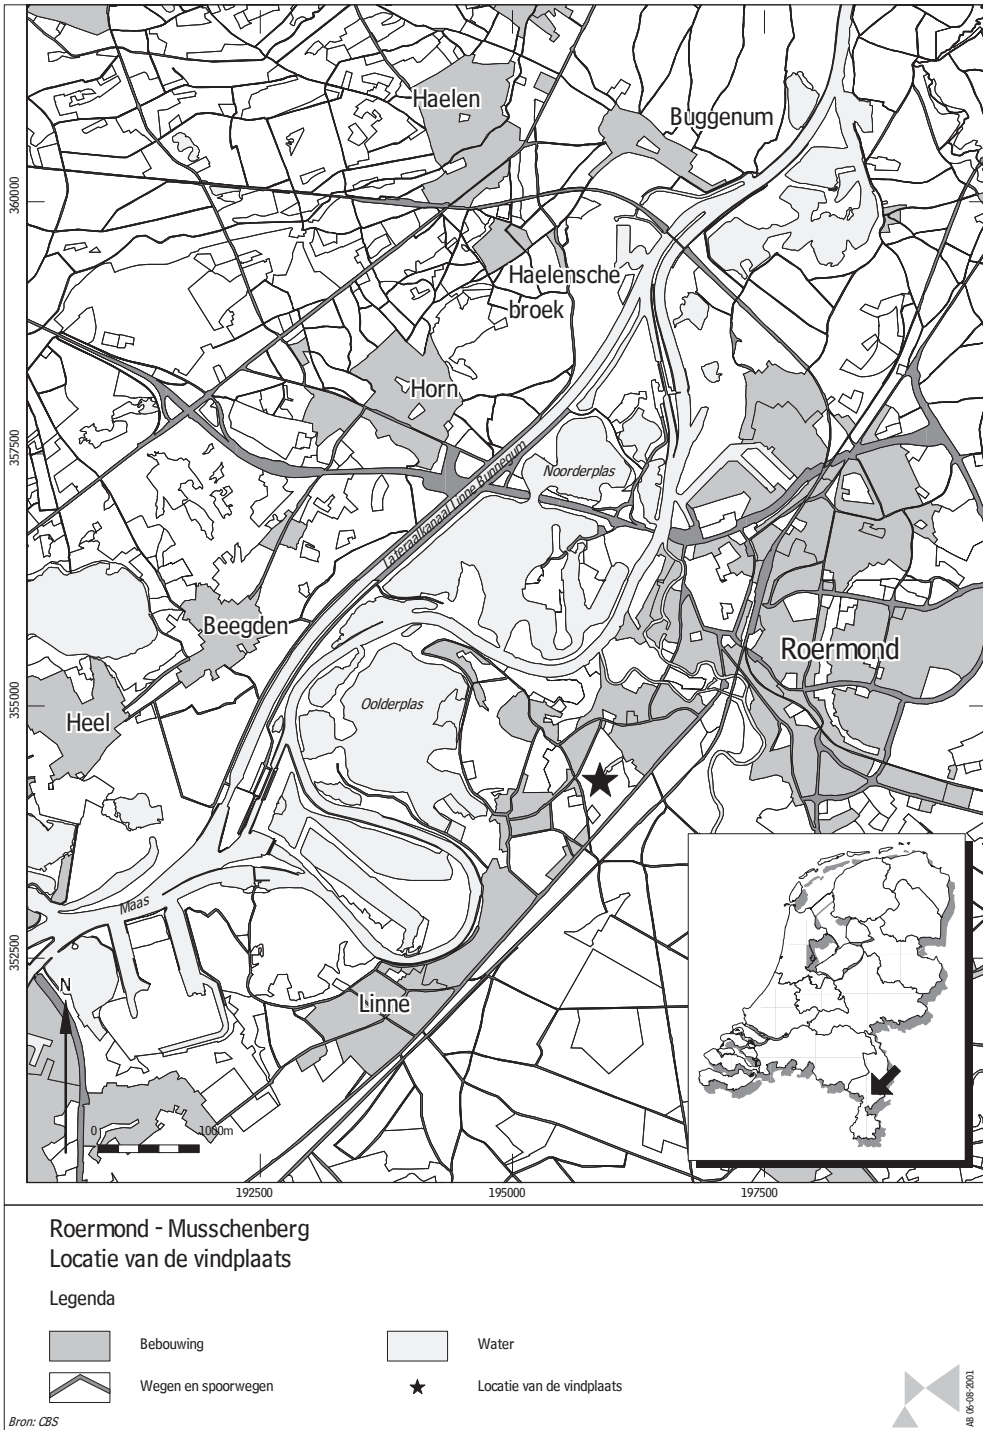 Haelen
Buggenum
360000
Haelensche
broek
Horn
357500
Noorderplas
Lateraalkanaal Linne Bunnegum
Beegden
Roermond
355000
Oolderplas
Heel
Maas
352500
N
Linne
0
1000m
192500
195000
197500
Roermond - Musschenberg
Locatie van de vindplaats
Legenda
Bebouwing
Water
Wegen en spoorwegen
Locatie van de vindplaats
Bron: CBS
AB 06-08-2001